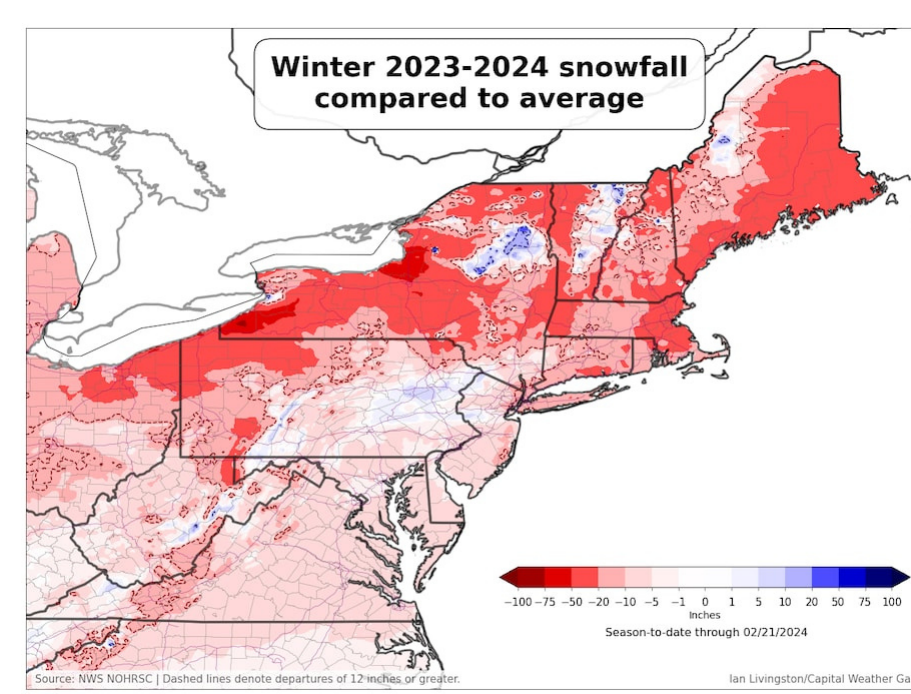 Winter 2023-2024 snowfall
compared to average
−100 −75 −50 −20 −10 −5 −1 0 1 5 10 20 50 75 100
Inches
Season-to-date through 02/21/2024
Source: NWS NOHRSC | Dashed lines denote departures of 12 inches or greater.
Ian Livingston/Capital Weather Ga